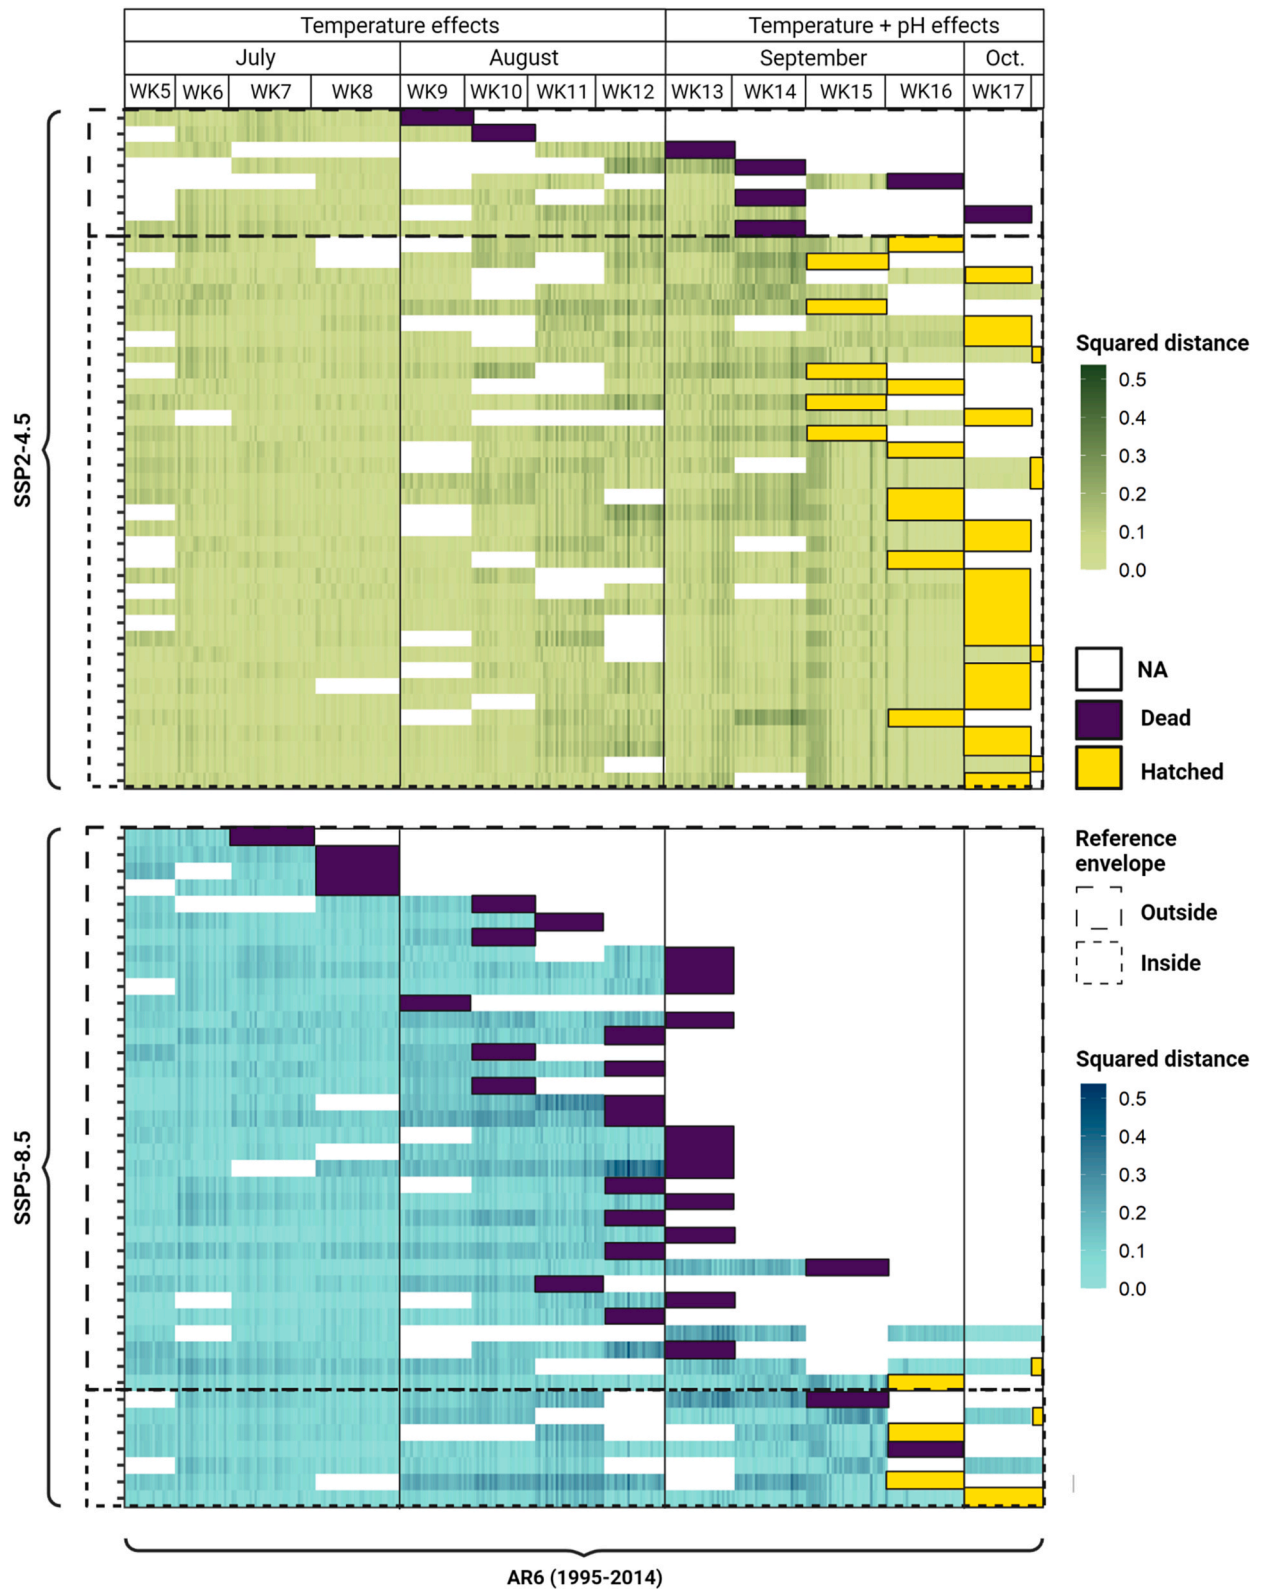 Temperature effects
Temperature + pH effects
July
August
September
Oct.
WK5
WK6
WK7
WK8
WK9
WK10
WK11
WK12
WK13
WK14
WK15
WK16
WK17
SSP2-4.5
Squared distance
0.5
0.4
0.3
0.2
0.1
0.0
NA
Dead
Hatched
Reference
envelope
Outside
Inside
SSP5-8.5
Squared distance
0.5
0.4
0.3
0.2
0.1
0.0
AR6 (1995-2014)